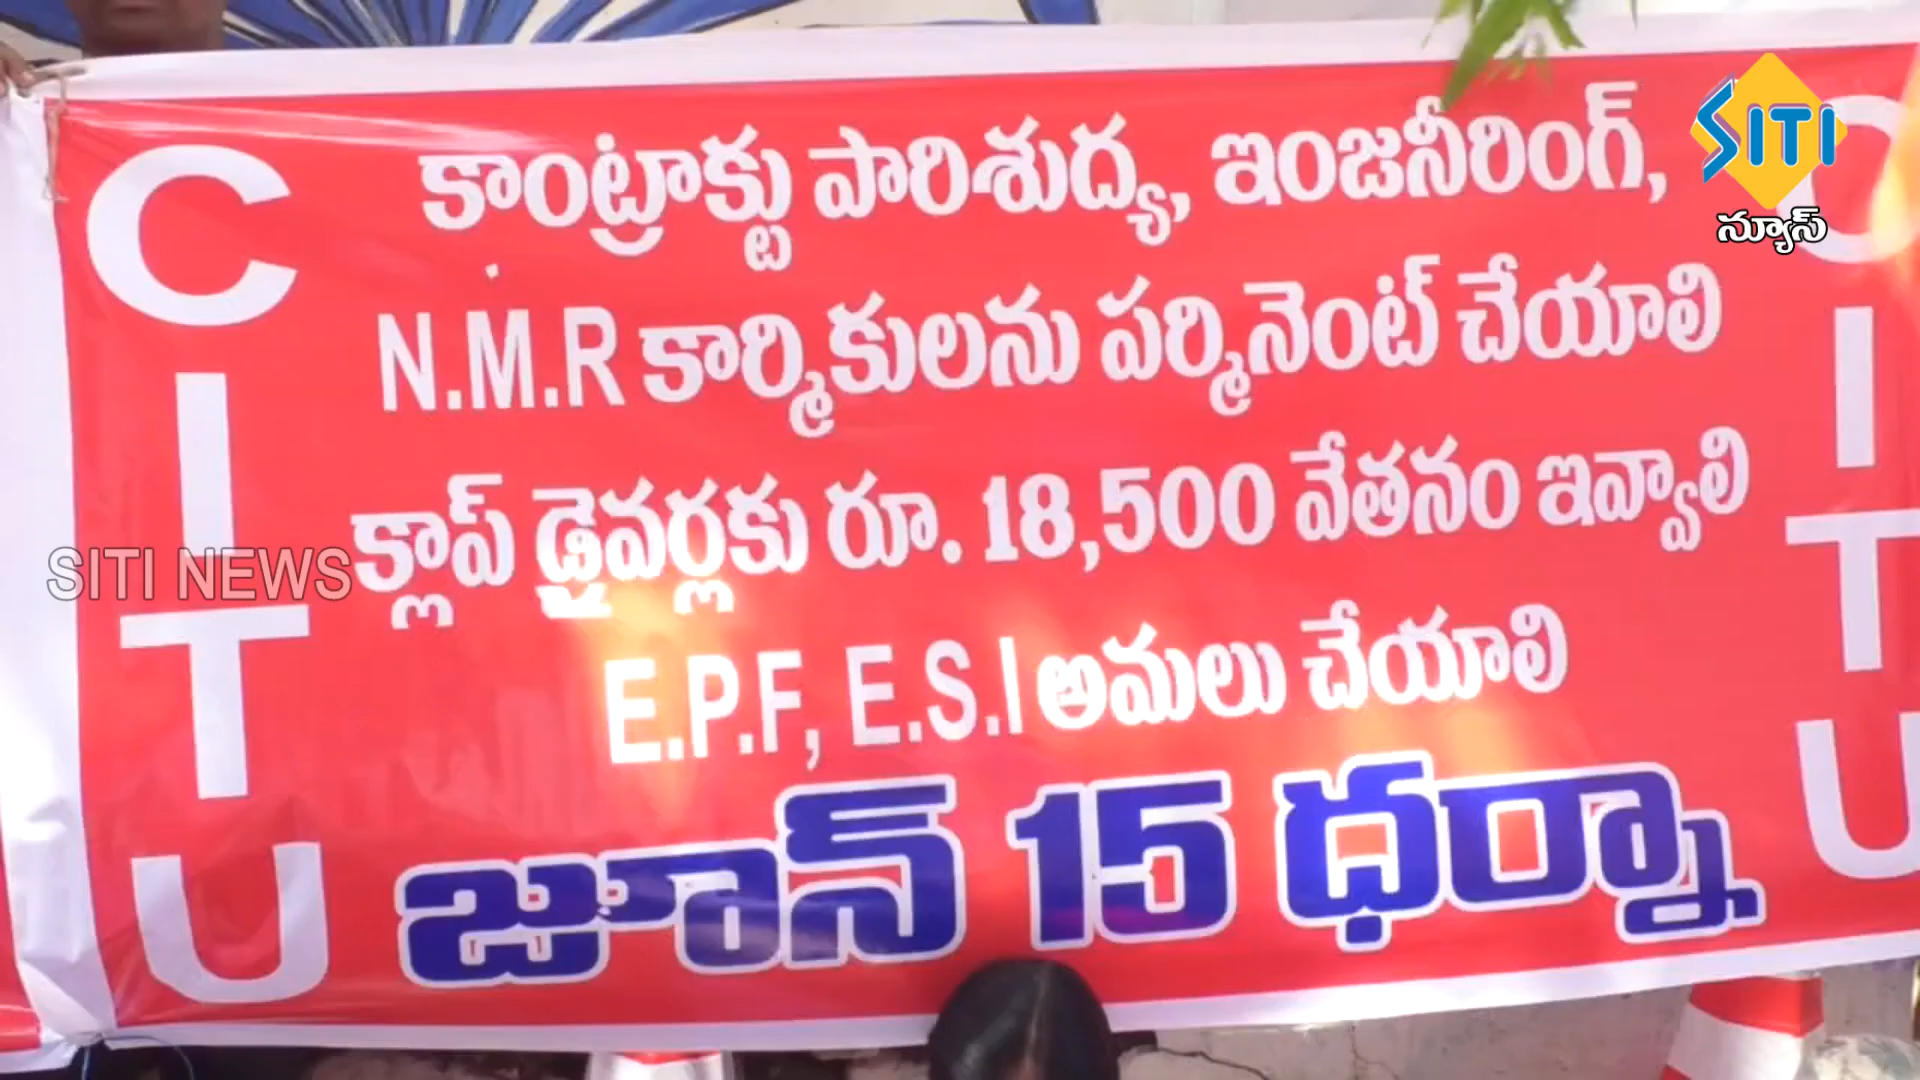 కాంట్రాక్టు పారిశుద్య, ఇంజనీరింగ్,
N.M.R కార్మికులను పర్మినెంట్ చేయాలి
క్లాప్ డ్రైవర్లకు రూ. 18,500 వేతనం ఇవ్వాలి
E.P.F, E.S.I అమలు చేయాలి
జూన్ 15 ధర్నా
CITU
CITU
SITI
న్యూస్
SITI NEWS